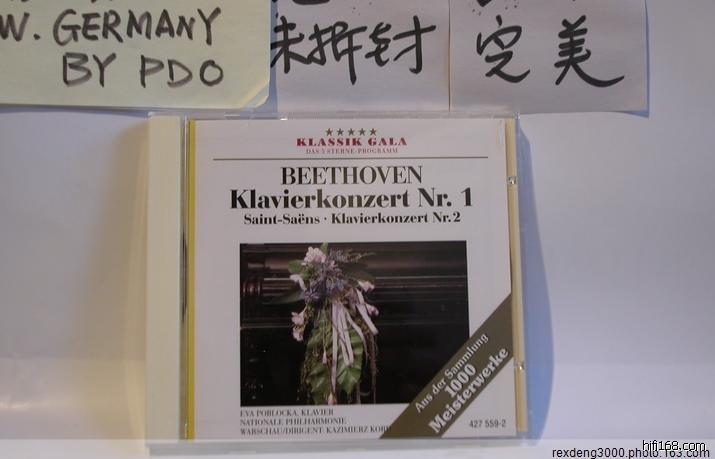 W. GERMANY
BY PDO
未拆封
完美
★★★★★
KLASSIK GALA
DAS 5 STERNE-PROGRAMM
BEETHOVEN
Klavierkonzert Nr. 1
Saint-Saëns · Klavierkonzert Nr. 2
Aus der Sammlung
1000
Meisterwerke
EVA POBLOCKA, KLAVIER
NATIONALE PHILHARMONIE
WARSCHAU/DIRIGENT: KAZIMIERZ
427 559-2
hifi168.com
rexdeng3000.photo.163.com